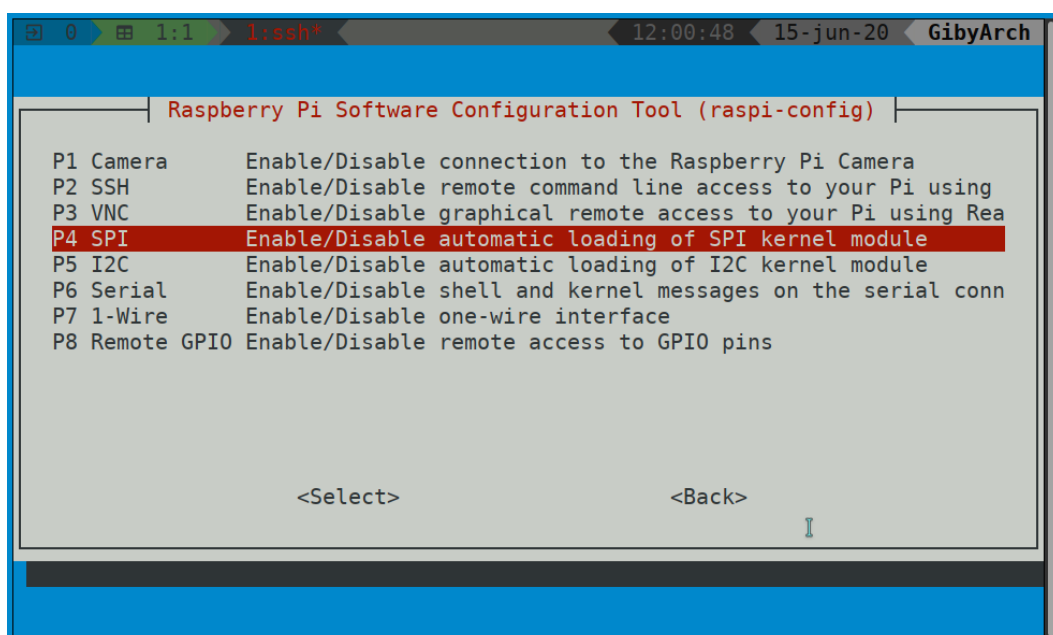 0 1:1 1:ssh* 12:00:48 15-jun-20 GibyArch
Raspberry Pi Software Configuration Tool (raspi-config)
P1 Camera Enable/Disable connection to the Raspberry Pi Camera
P2 SSH Enable/Disable remote command line access to your Pi using
P3 VNC Enable/Disable graphical remote access to your Pi using Rea
P4 SPI Enable/Disable automatic loading of SPI kernel module
P5 I2C Enable/Disable automatic loading of I2C kernel module
P6 Serial Enable/Disable shell and kernel messages on the serial conn
P7 1-Wire Enable/Disable one-wire interface
P8 Remote GPIO Enable/Disable remote access to GPIO pins
<Select> <Back>